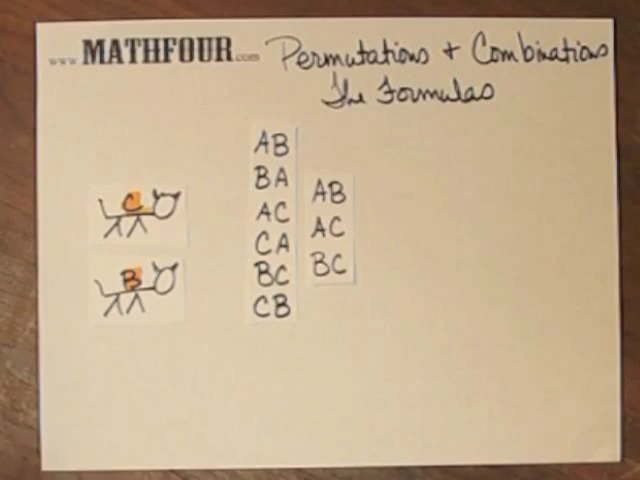 www.MATHFOUR.com
Permutations + Combinations
The Formulas
C
B
AB
BA
AC
CA
BC
CB
AB
AC
BC